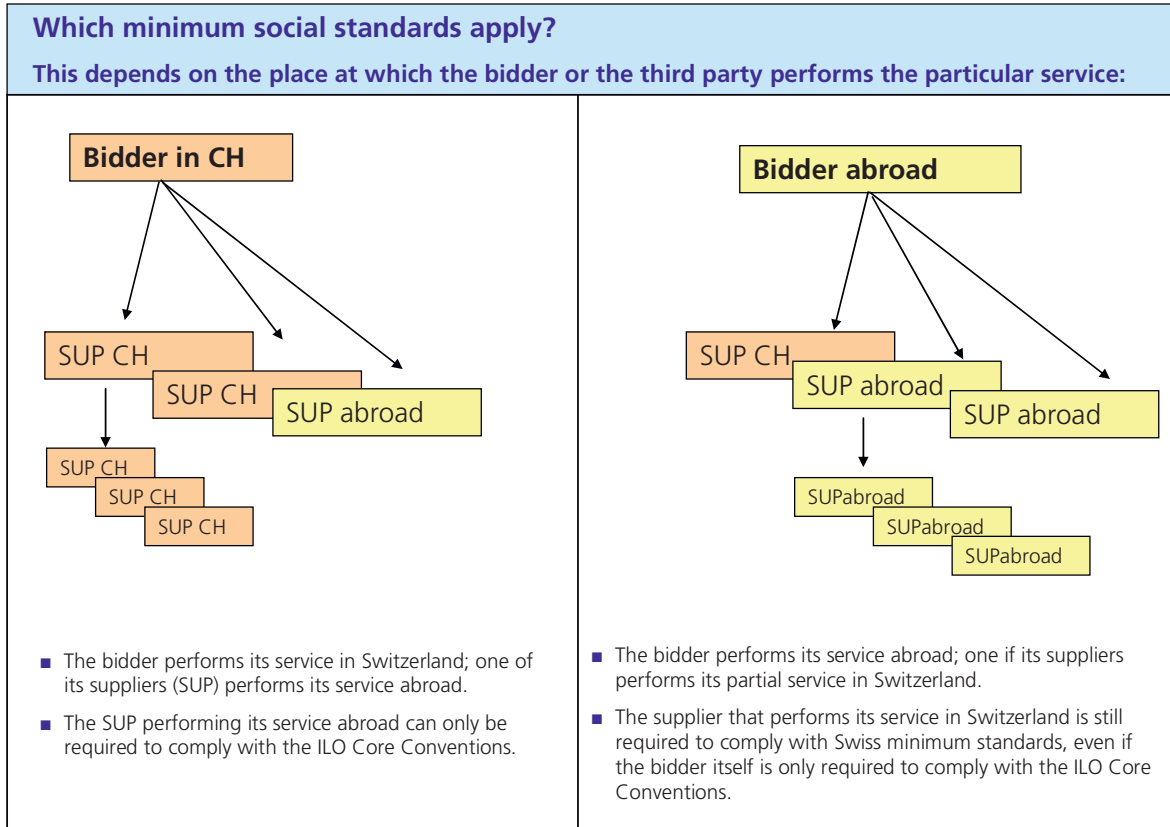 Which minimum social standards apply?
This depends on the place at which the bidder or the third party performs the particular service:
Bidder in CH
SUP CH
SUP CH
SUP abroad
SUP CH
SUP CH
SUP CH
■ The bidder performs its service in Switzerland; one of
its suppliers (SUP) performs its service abroad.
■ The SUP performing its service abroad can only be
required to comply with the ILO Core Conventions.
Bidder abroad
SUP CH
SUP abroad
SUP abroad
SUPabroad
SUPabroad
SUPabroad
■ The bidder performs its service abroad; one if its suppliers
performs its partial service in Switzerland.
■ The supplier that performs its service in Switzerland is still
required to comply with Swiss minimum standards, even if
the bidder itself is only required to comply with the ILO Core
Conventions.